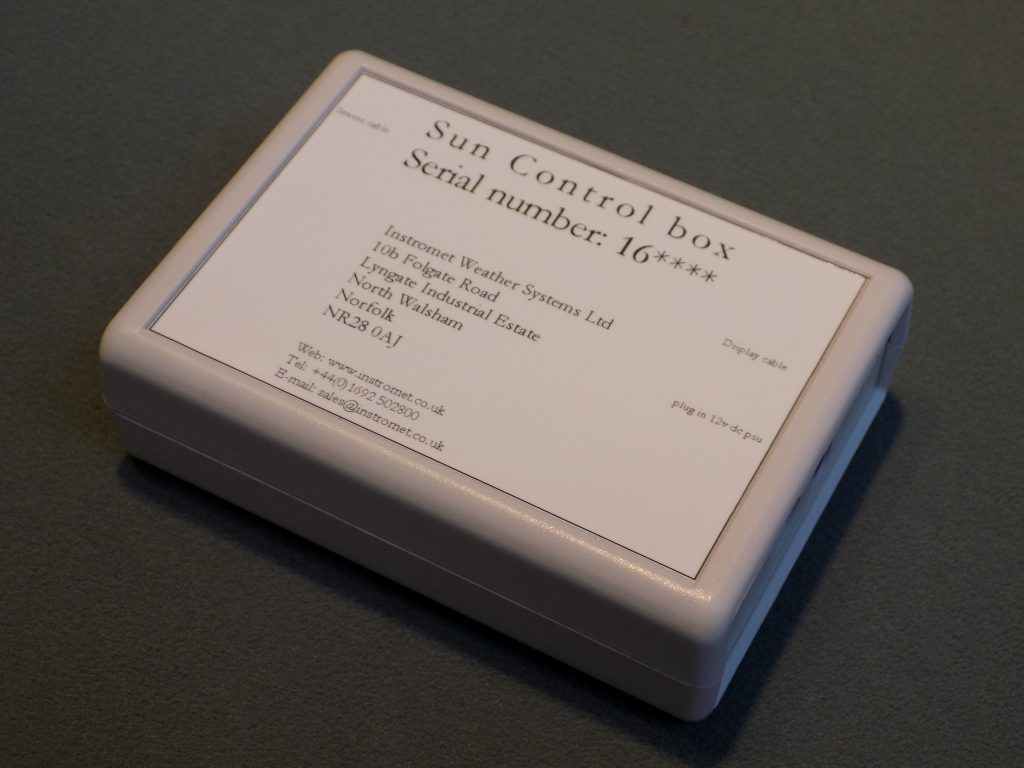 Sensor cable
Sun Control box
Serial number: 16****
Instromet Weather Systems Ltd
10b Folgate Road
Lyngate Industrial Estate
North Walsham
Norfolk
NR28 0AJ
Display cable
plug in 12v dc psu
Web: www.instromet.co.uk
Tel: +44(0)1692 502800
E-mail: sales@instromet.co.uk